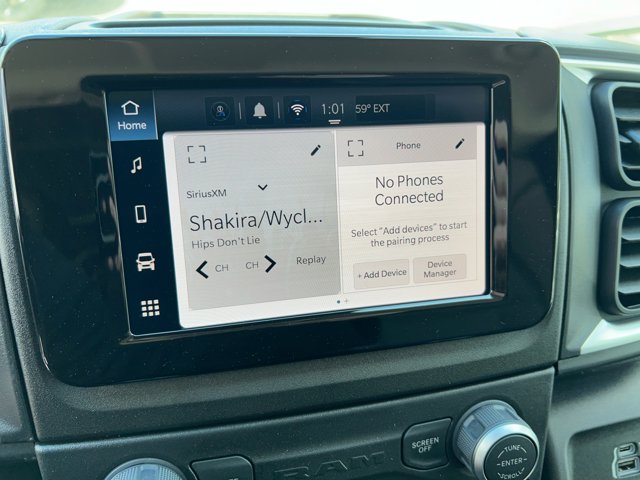 1:01 59° EXT
Home
SiriusXM
Shakira/Wycl...
Hips Don't Lie
CH CH Replay
Phone
No Phones
Connected
Select "Add devices" to start
the pairing process
+ Add Device
Device
Manager
RAM
SCREEN
OFF
TUNE
ENTER
SCROLL